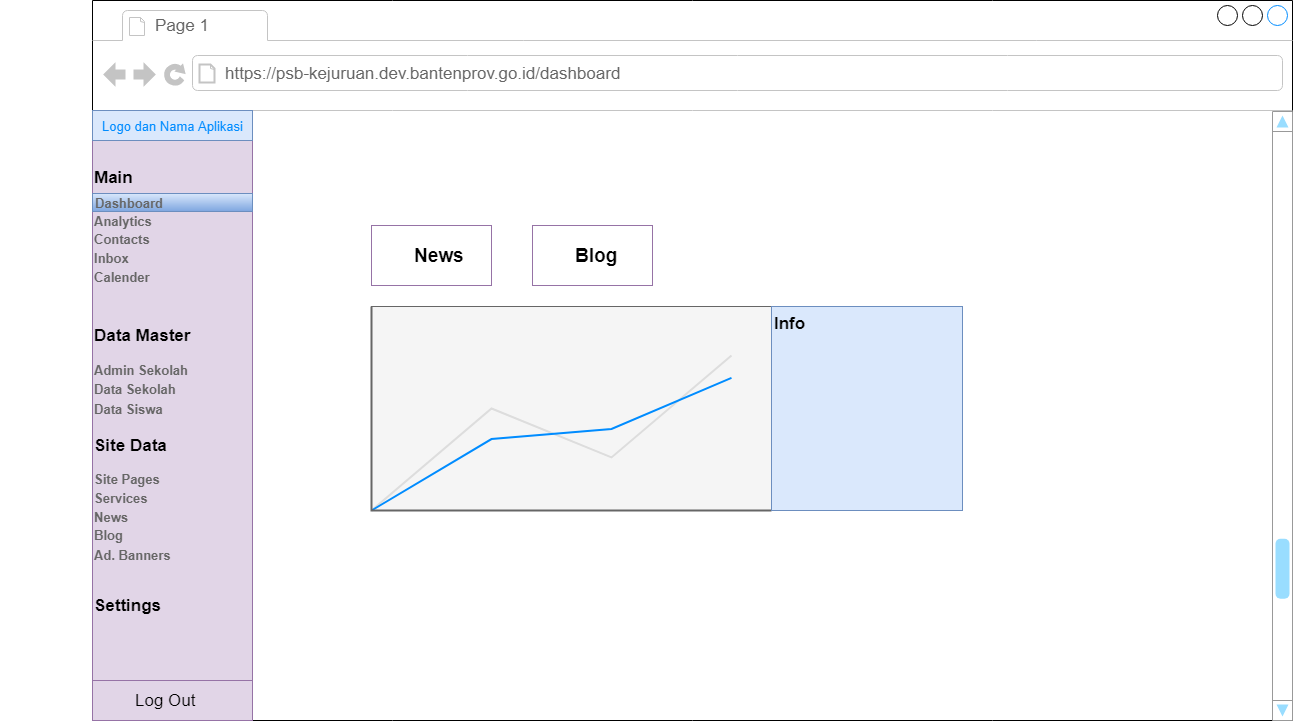 Page 1
https://psb-kejuruan.dev.bantenprov.go.id/dashboard
Logo dan Nama Aplikasi
Main
Dashboard
Analytics
Contacts
Inbox
Calender
Data Master
Admin Sekolah
Data Sekolah
Data Siswa
Site Data
Site Pages
Services
News
Blog
Ad. Banners
Settings
Log Out
News
Blog
Info